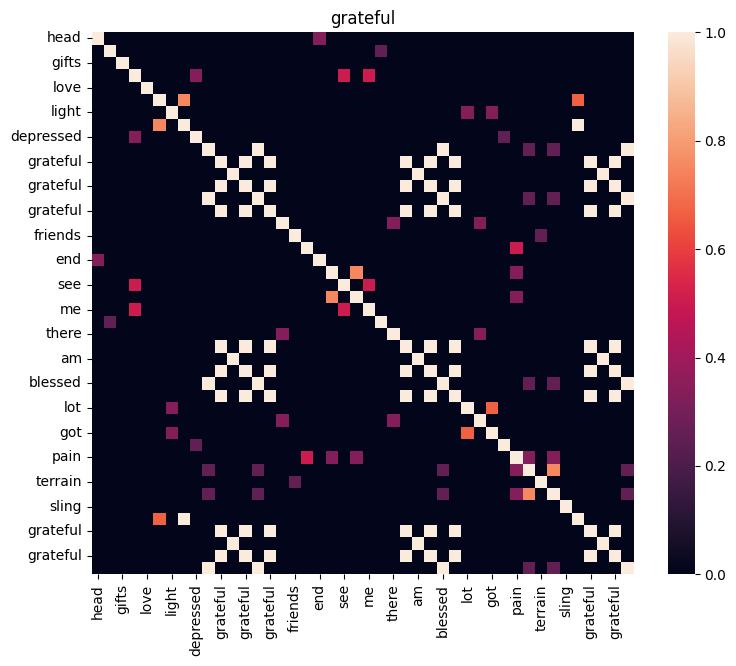 grateful
head
gifts
love
light
depressed
grateful
grateful
grateful
friends
end
see
me
there
am
blessed
lot
got
pain
terrain
sling
grateful
grateful
head
gifts
love
light
depressed
grateful
grateful
grateful
friends
end
see
me
there
am
blessed
lot
got
pain
terrain
sling
grateful
grateful
1.0
0.8
0.6
0.4
0.2
0.0